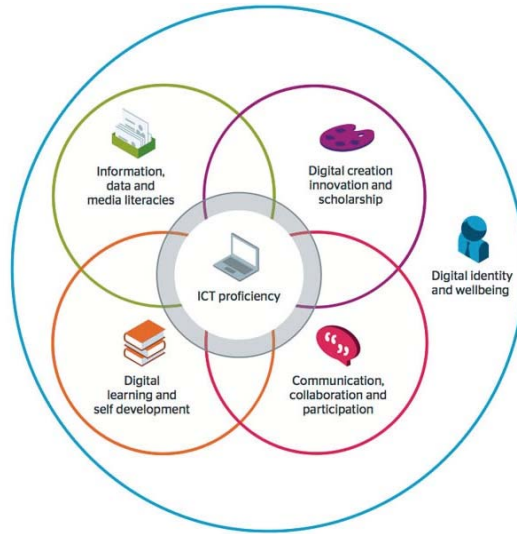 Information,
data and
media literacies
Digital creation
innovation and
scholarship
ICT proficiency
Digital identity
and wellbeing
Digital
learning and
self development
Communication,
collaboration and
participation